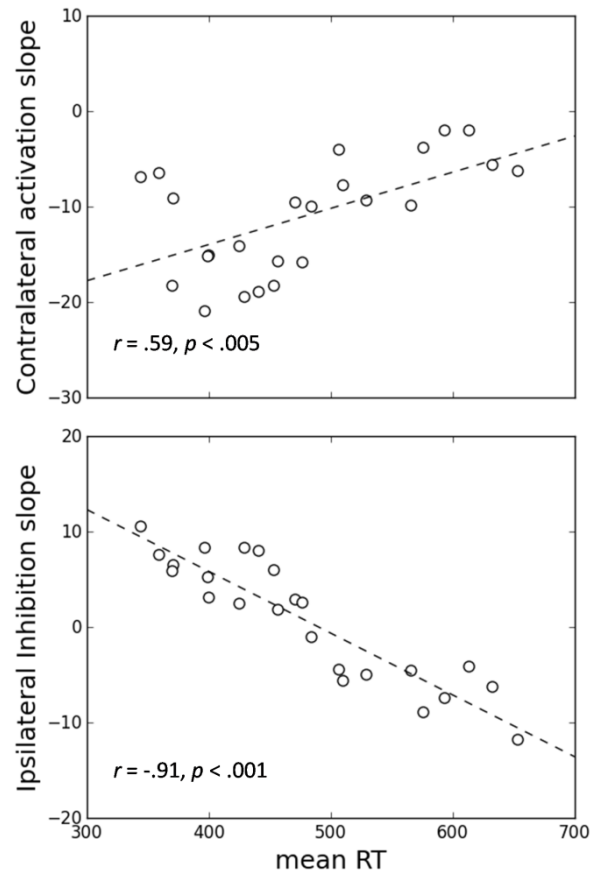 10
0
−10
−20
−30
Contralateral activation slope
r = .59, p < .005
20
10
0
−10
−20
Ipsilateral Inhibition slope
r = -.91, p < .001
300 400 500 600 700
mean RT